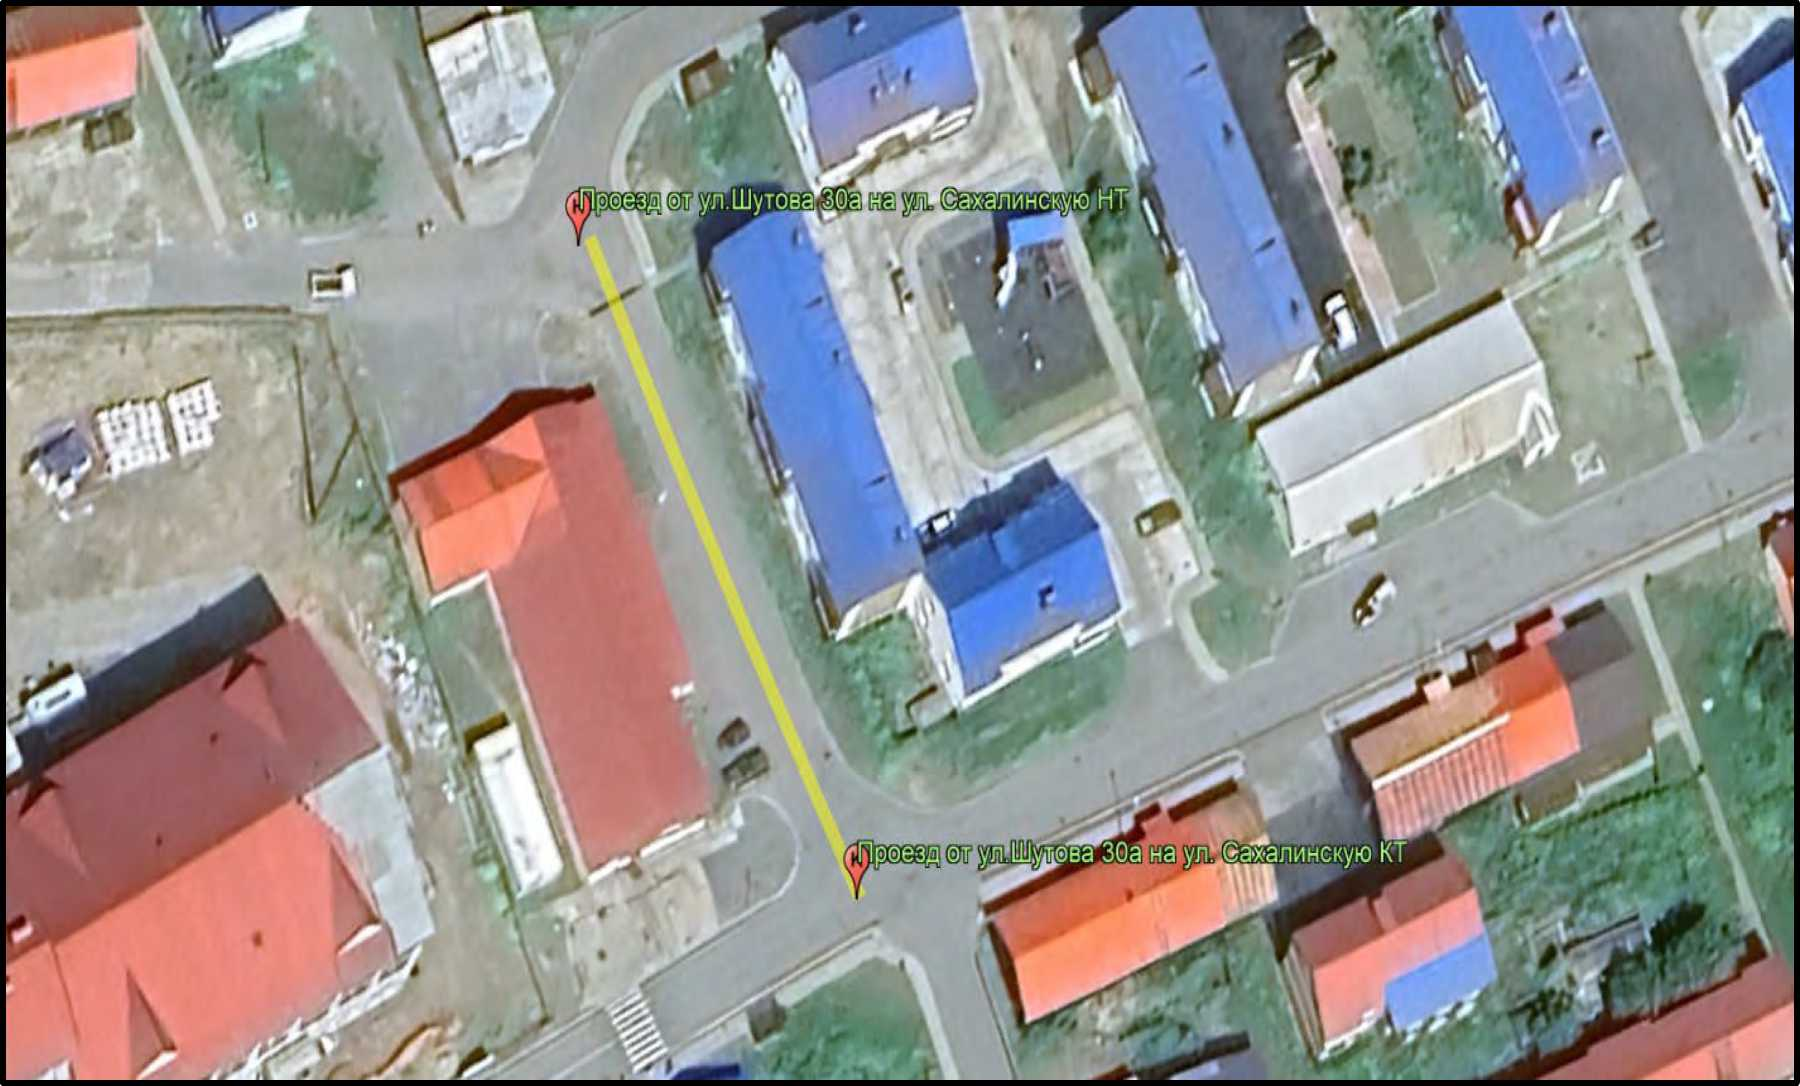 Проезд от ул.Шутова 30а на ул. Сахалинскую НТ
Проезд от ул.Шутова 30а на ул. Сахалинскую КТ